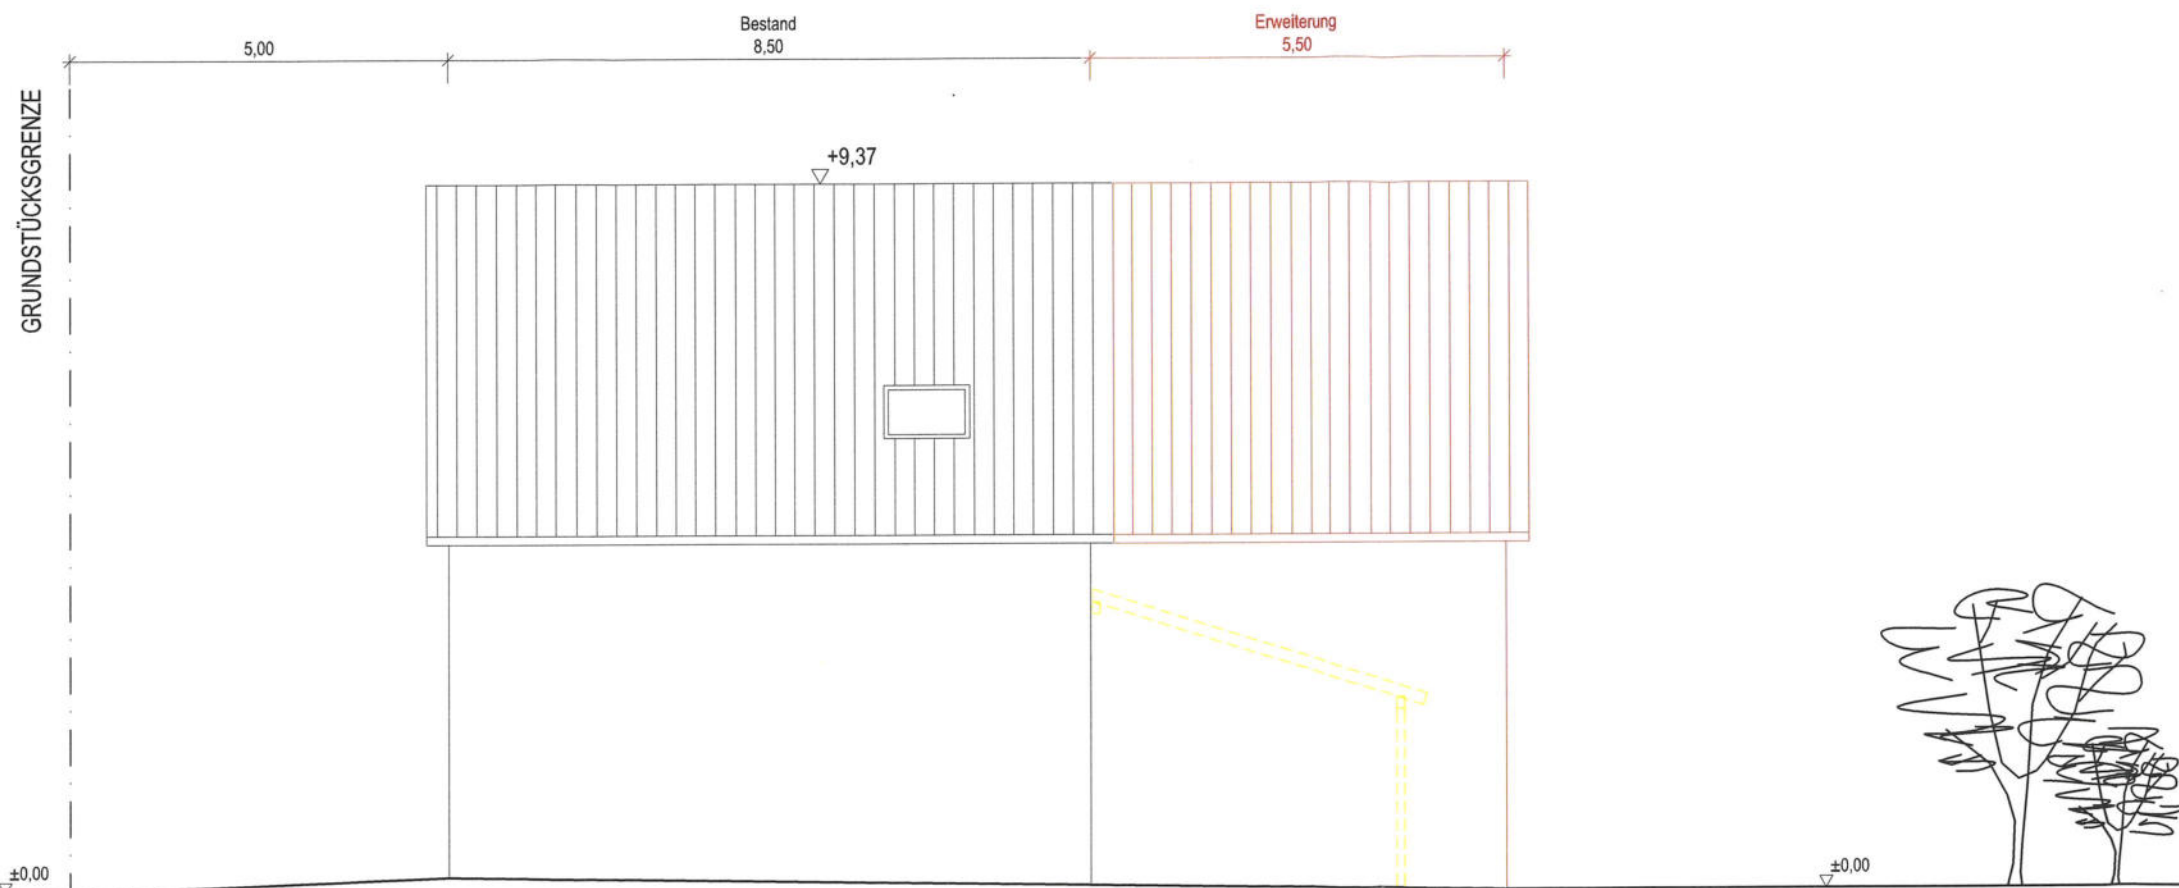 Bestand
Erweiterung
5,00
8,50
5,50
GRUNDSTÜCKSGRENZE
+9,37
±0,00
±0,00